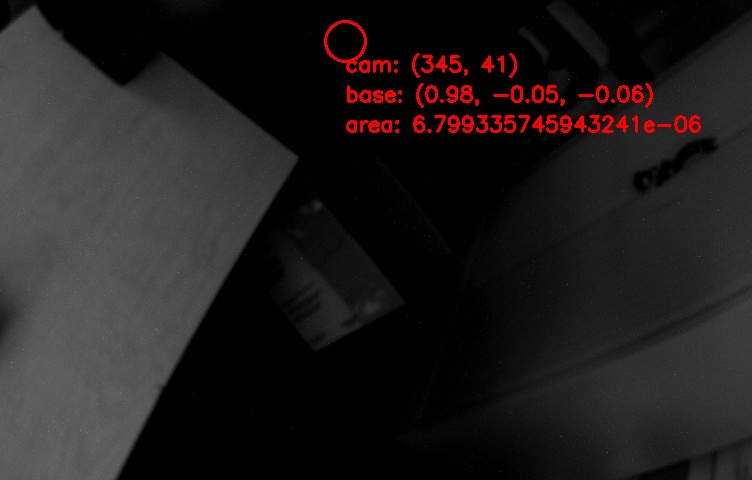 cam: (345, 41)
base: (0.98, −0.05, −0.06)
area: 6.799335745943241e−06